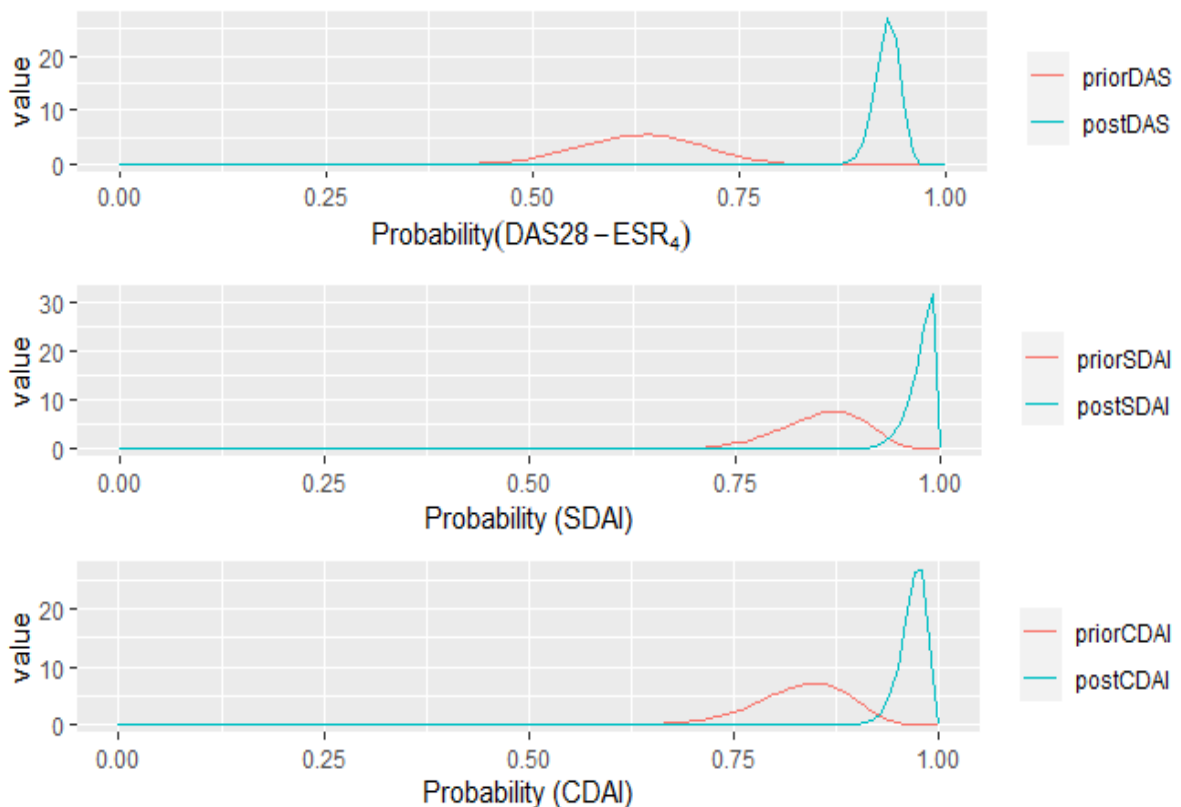 value
20
10
0
0.00 0.25 0.50 0.75 1.00
Probability(DAS28 – ESR₄)
priorDAS
postDAS
value
30
20
10
0
0.00 0.25 0.50 0.75 1.00
Probability (SDAI)
priorSDAI
postSDAI
value
20
10
0
0.00 0.25 0.50 0.75 1.00
Probability (CDAI)
priorCDAI
postCDAI